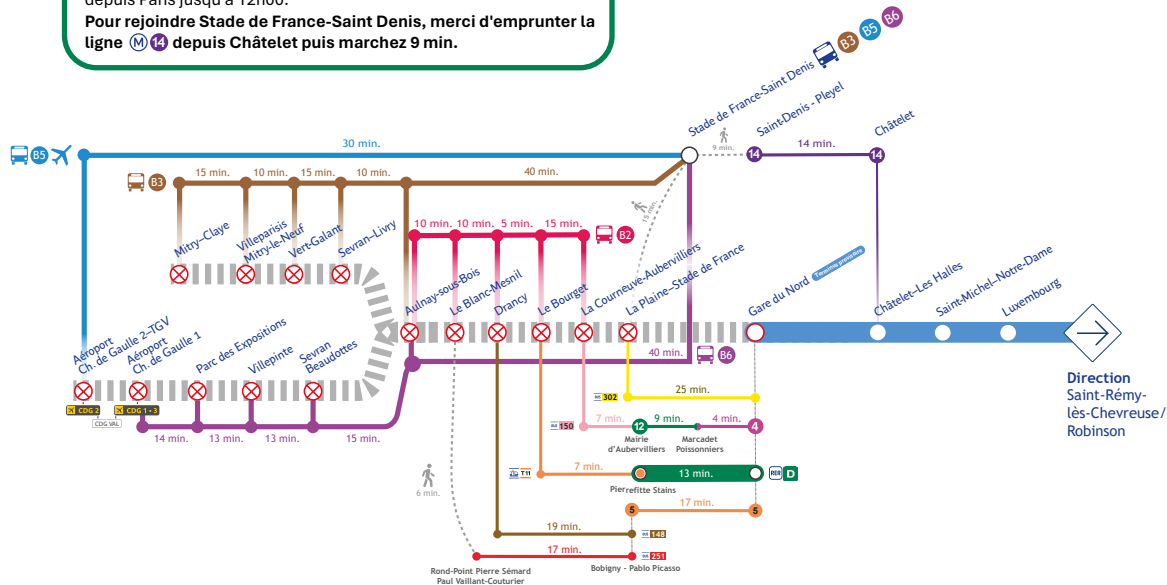 depuis Paris jusqu'à 12h00.
Pour rejoindre Stade de France-Saint Denis, merci d'emprunter la
ligne M 14 depuis Châtelet puis marchez 9 min.
B3 B5 B6
Stade de France-Saint Denis
Saint-Denis - Pleyel
Châtelet
B5
30 min.
9 min.
14
14 min.
14
B3
15 min.
10 min.
15 min.
10 min.
40 min.
15 min.
10 min.
10 min.
5 min.
15 min.
B2
Mitry–Claye
Villeparisis
Mitry-le-Neuf
Vert-Galant
Sevran–Livry
Aulnay-sous-Bois
Le Blanc-Mesnil
Drancy
Le Bourget
La Courneuve-Aubervilliers
La Plaine–Stade de France
Gare du Nord
Terminus provisoire
Châtelet–Les Halles
Saint-Michel-Notre-Dame
Luxembourg
Aéroport
Ch. de Gaulle 2–TGV
Aéroport
Ch. de Gaulle 1
Parc des Expositions
Villepinte
Sevran
Beaudottes
40 min.
B6
CDG 2
CDG 1 • 3
CDG VAL
14 min.
13 min.
13 min.
15 min.
Direction
Saint-Rémy-
lès-Chevreuse/
Robinson
BUS 302
25 min.
BUS 150
7 min.
12
9 min.
4 min.
4
Mairie
d'Aubervilliers
Marcadet
Poissonniers
T11
7 min.
13 min.
RER D
Pierrefitte Stains
6 min.
5
17 min.
5
19 min.
BUS 148
17 min.
BUS 251
Rond-Point Pierre Sémard
Paul Vaillant-Couturier
Bobigny - Pablo Picasso